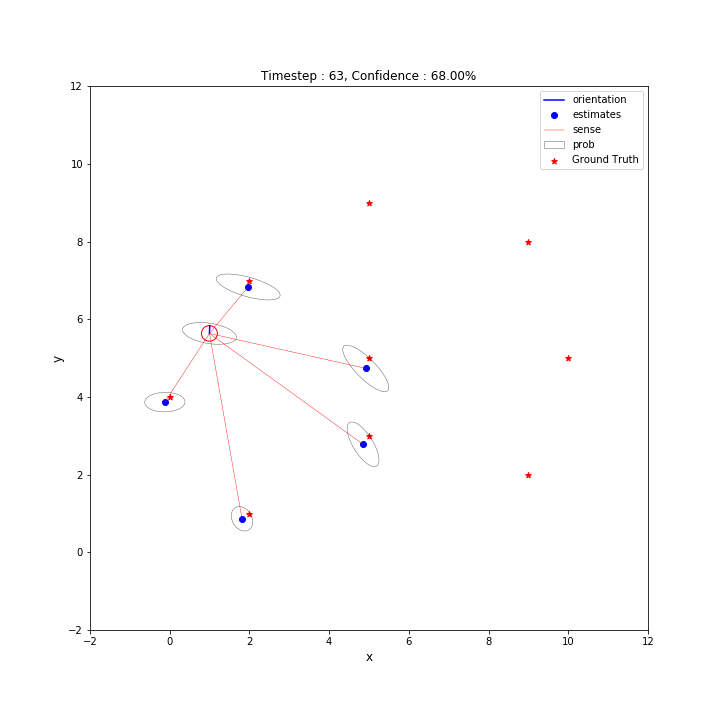 Timestep : 63, Confidence : 68.00%
12
10
8
6
4
2
0
−2
y
−2 0 2 4 6 8 10 12
x
orientation
estimates
sense
prob
Ground Truth